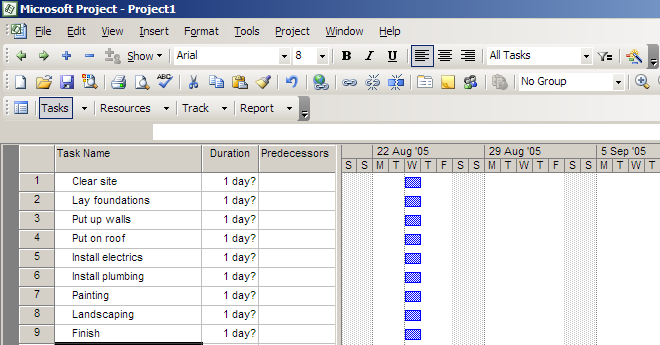 Microsoft Project - Project1
File Edit View Insert Format Tools Project Window Help
Show Arial 8 B I U All Tasks Y=
ABC No Group
Tasks Resources Track Report
Task Name Duration Predecessors 22 Aug '05 29 Aug '05 5 Sep '05
S S M T W T F S S M T W T F S S M T W T F
1 Clear site 1 day?
2 Lay foundations 1 day?
3 Put up walls 1 day?
4 Put on roof 1 day?
5 Install electrics 1 day?
6 Install plumbing 1 day?
7 Painting 1 day?
8 Landscaping 1 day?
9 Finish 1 day?